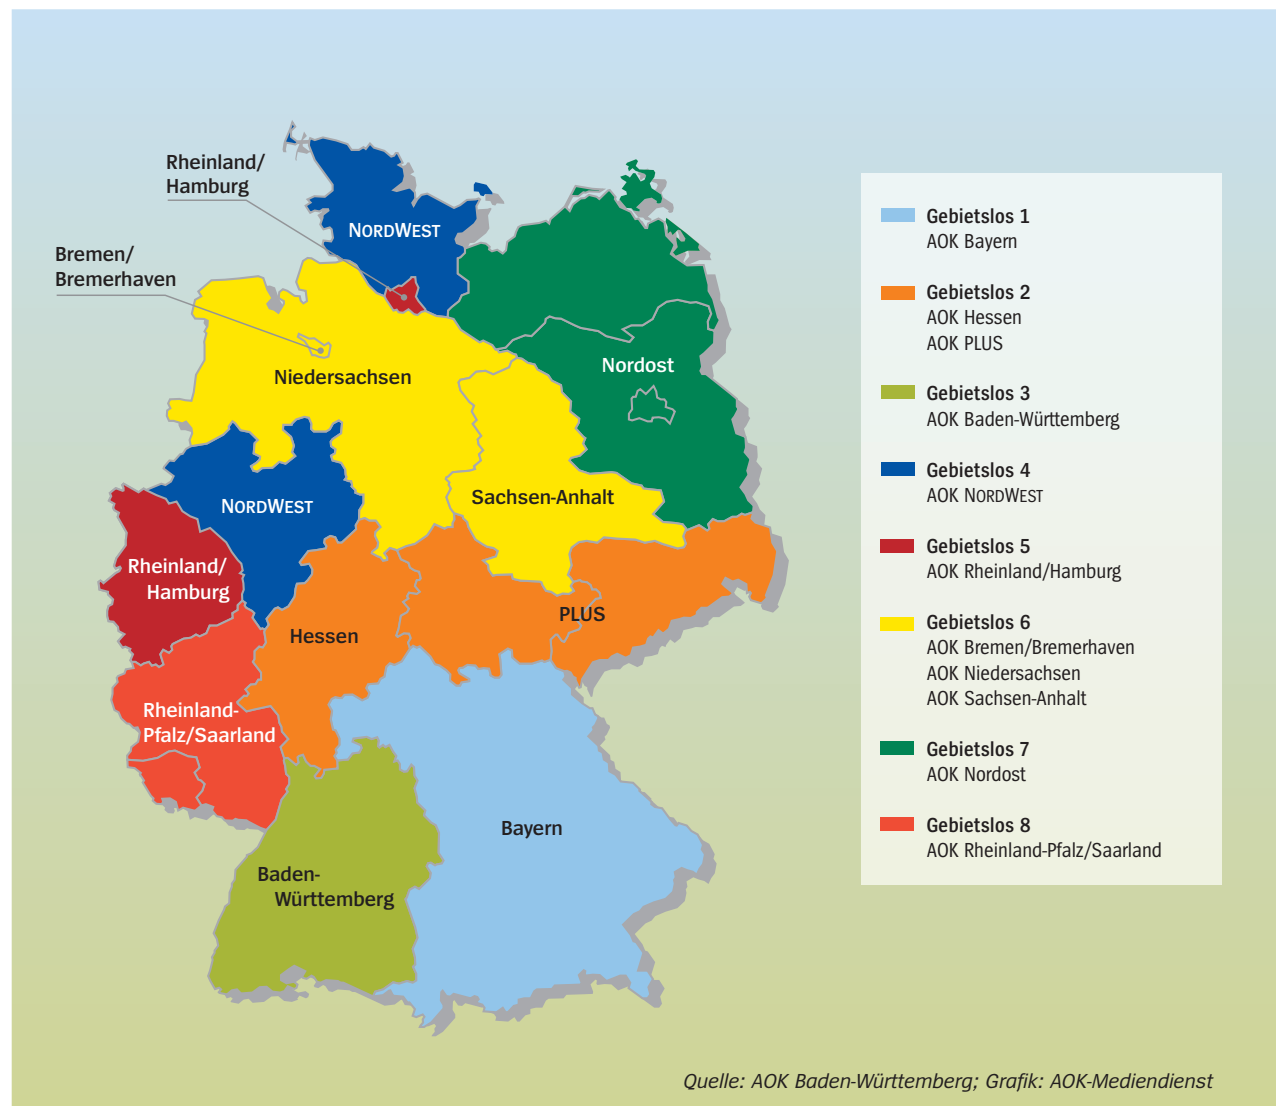 Rheinland/
Hamburg
NORDWEST
Bremen/
Bremerhaven
Nordost
Niedersachsen
Sachsen-Anhalt
NORDWEST
Rheinland/
Hamburg
PLUS
Hessen
Rheinland-
Pfalz/Saarland
Bayern
Baden-
Württemberg
Gebietslos 1
AOK Bayern
Gebietslos 2
AOK Hessen
AOK PLUS
Gebietslos 3
AOK Baden-Württemberg
Gebietslos 4
AOK NORDWEST
Gebietslos 5
AOK Rheinland/Hamburg
Gebietslos 6
AOK Bremen/Bremerhaven
AOK Niedersachsen
AOK Sachsen-Anhalt
Gebietslos 7
AOK Nordost
Gebietslos 8
AOK Rheinland-Pfalz/Saarland
Quelle: AOK Baden-Württemberg; Grafik: AOK-Mediendienst